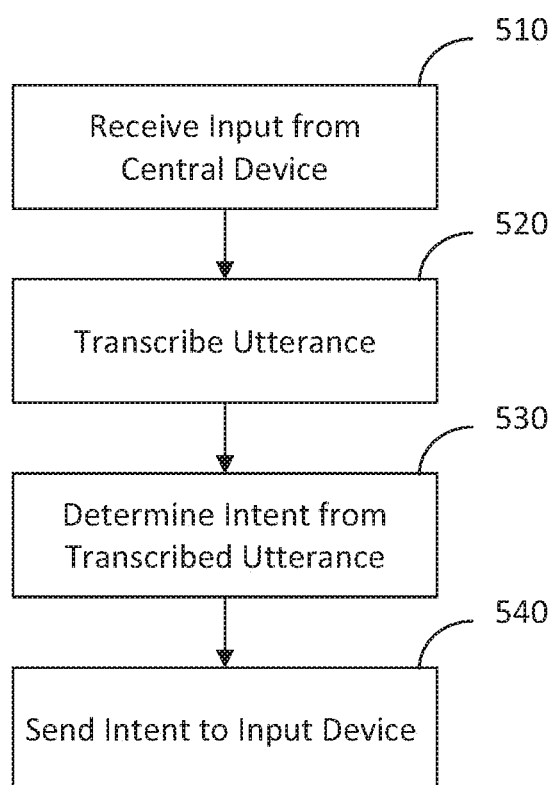 510
Receive Input from
Central Device
520
Transcribe Utterance
530
Determine Intent from
Transcribed Utterance
540
Send Intent to Input Device